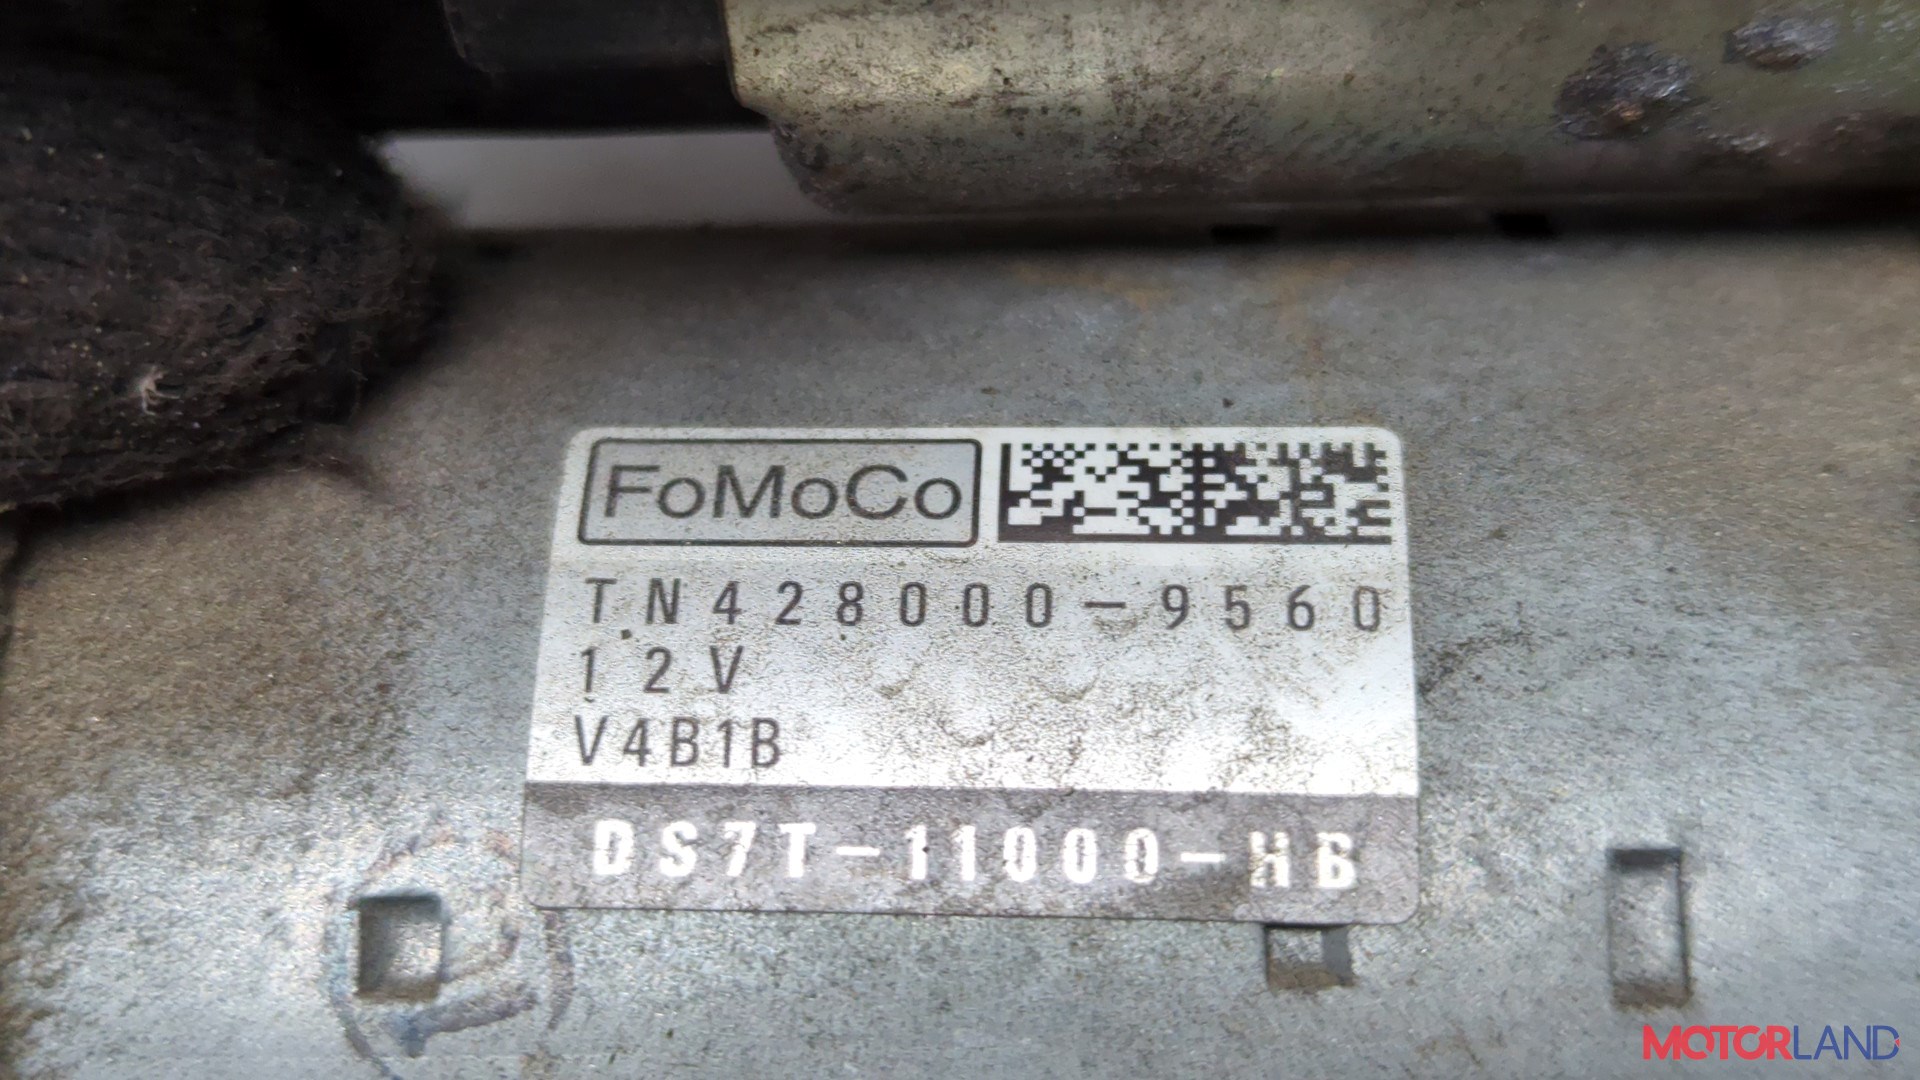 FoMoCo
TN428000-9560
12V
V4B1B
DS7T-11000-HB
MOTORLAND